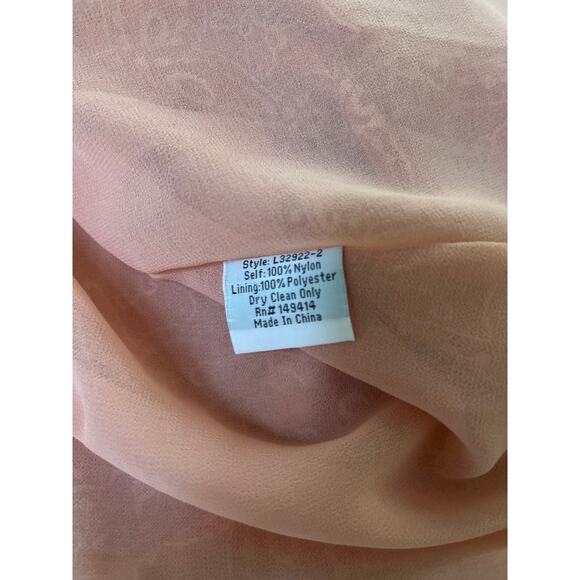 Style: L32922-2
Self:100% Nylon
Lining:100% Polyester
Dry Clean Only
Rn# 149414
Made In China